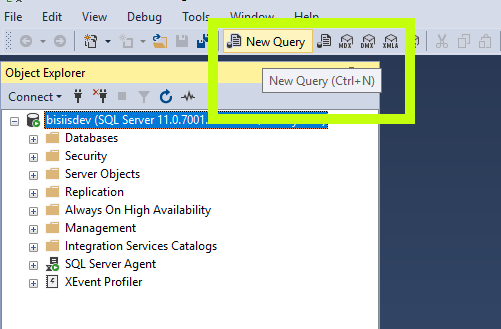 File Edit View Debug Tools Window Help
New Query MDX DMX XMLA
New Query (Ctrl+N)
Object Explorer
Connect
bisiisdev (SQL Server 11.0.7001.
Databases
Security
Server Objects
Replication
Always On High Availability
Management
Integration Services Catalogs
SQL Server Agent
XEvent Profiler